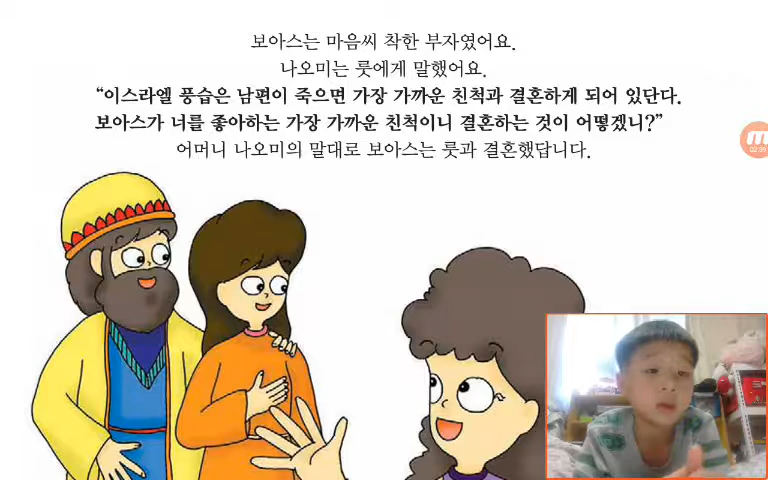 보아스는 마음씨 착한 부자였어요.
나오미는 룻에게 말했어요.
“이스라엘 풍습은 남편이 죽으면 가장 가까운 친척과 결혼하게 되어 있단다.
보아스가 너를 좋아하는 가장 가까운 친척이니 결혼하는 것이 어떻겠니?”
어머니 나오미의 말대로 보아스는 룻과 결혼했답니다.